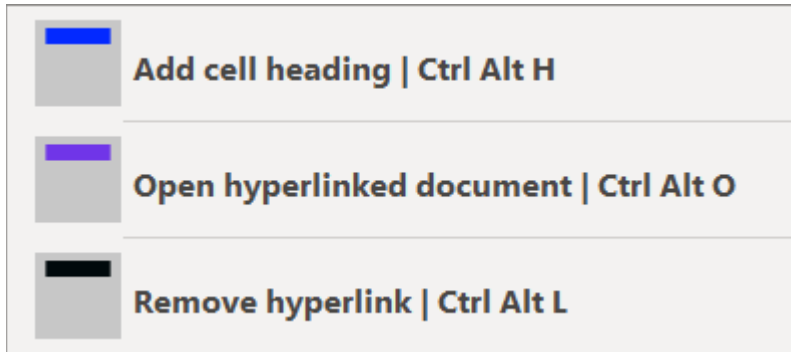 Add cell heading | Ctrl Alt H
Open hyperlinked document | Ctrl Alt O
Remove hyperlink | Ctrl Alt L